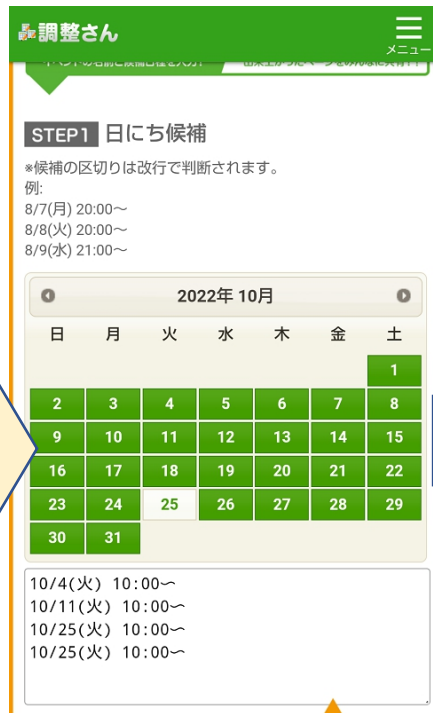 調整さん
メニュー
STEP1 日にち候補
*候補の区切りは改行で判断されます。
例:
8/7(月) 20:00～
8/8(火) 20:00～
8/9(水) 21:00～
2022年 10月
日 月 火 水 木 金 土
1
2 3 4 5 6 7 8
9 10 11 12 13 14 15
16 17 18 19 20 21 22
23 24 25 26 27 28 29
30 31
10/4(火) 10:00〜
10/11(火) 10:00〜
10/25(火) 10:00〜
10/25(火) 10:00〜